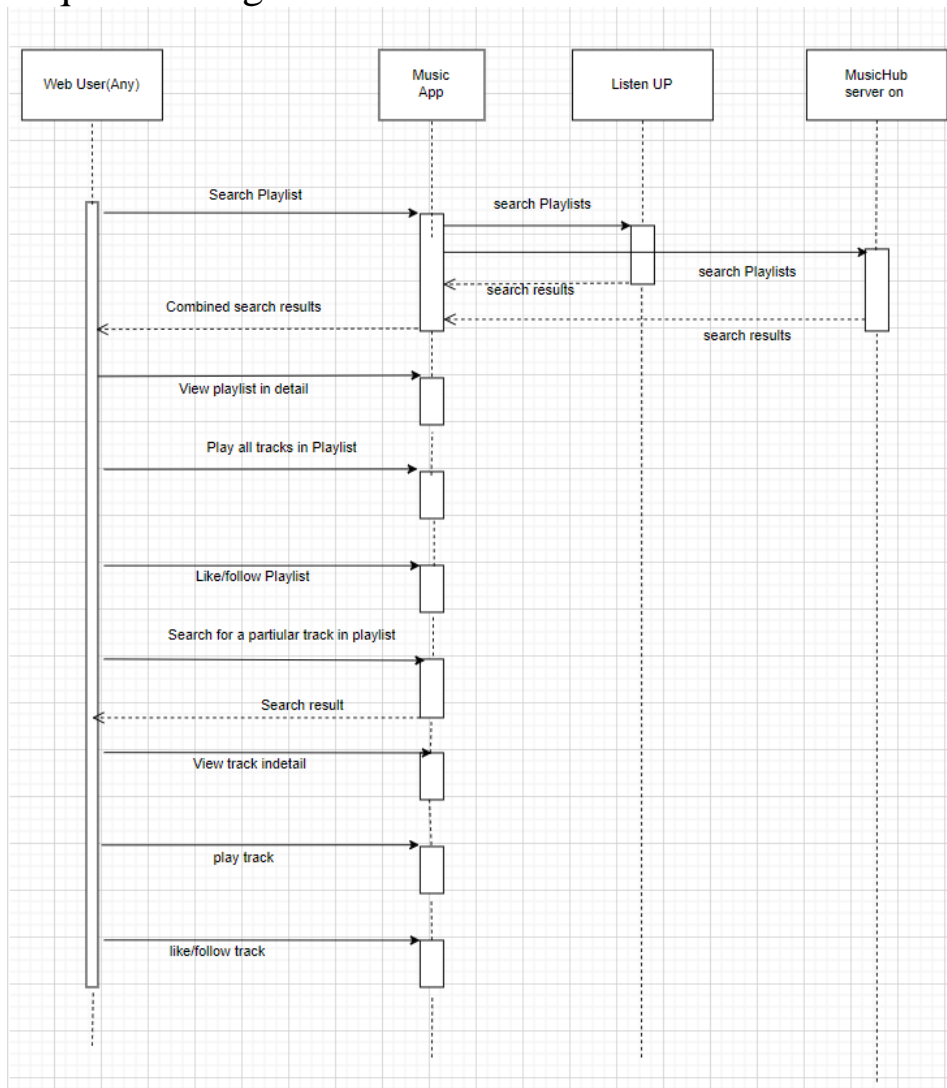 Web User(Any)
Music
App
Listen UP
MusicHub
server on
Search Playlist
search Playlists
search Playlists
search results
Combined search results
search results
View playlist in detail
Play all tracks in Playlist
Like/follow Playlist
Search for a partiular track in playlist
Search result
View track indetail
play track
like/follow track